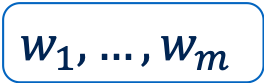 w₁, ..., wₘ